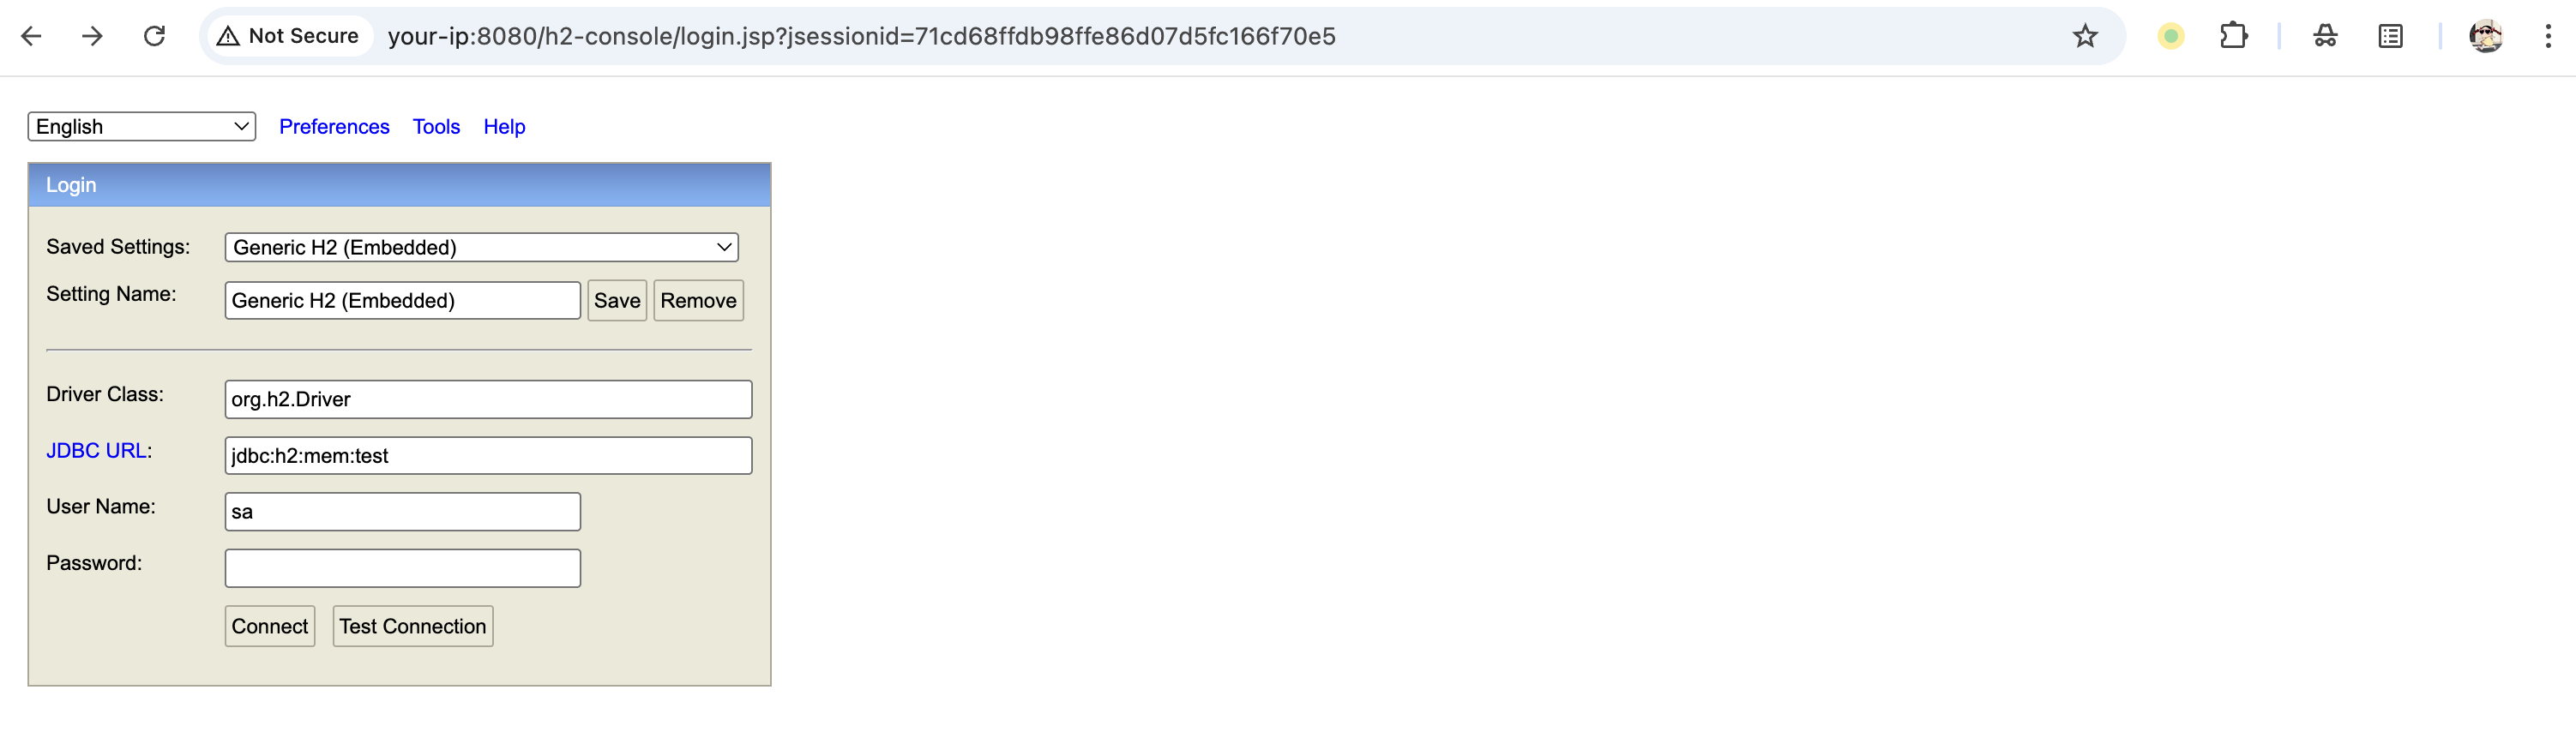 Not Secure your-ip:8080/h2-console/login.jsp?jsessionid=71cd68ffdb98ffe86d07d5fc166f70e5
English Preferences Tools Help
Login
Saved Settings: Generic H2 (Embedded)
Setting Name: Generic H2 (Embedded) Save Remove
Driver Class: org.h2.Driver
JDBC URL: jdbc:h2:mem:test
User Name: sa
Password:
Connect Test Connection